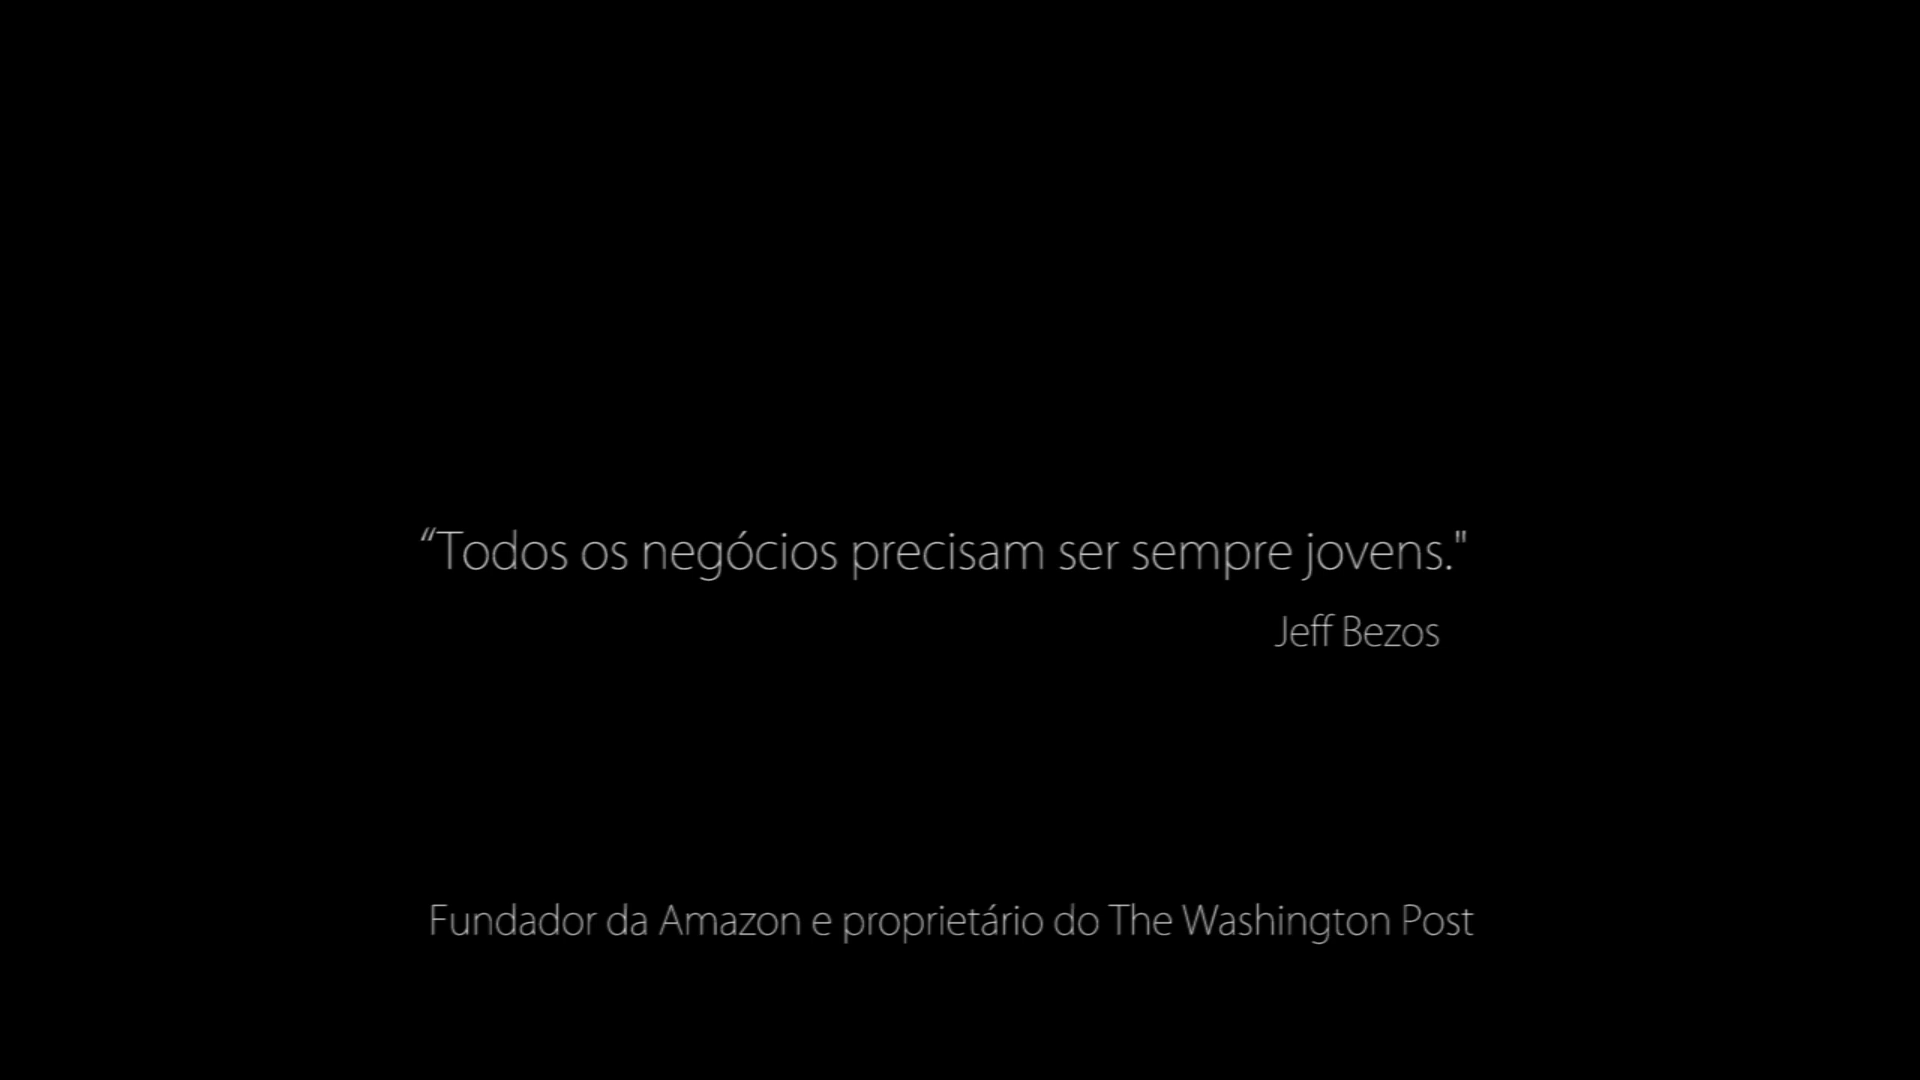 “Todos os negócios precisam ser sempre jovens."
Jeff Bezos
Fundador da Amazon e proprietário do The Washington Post